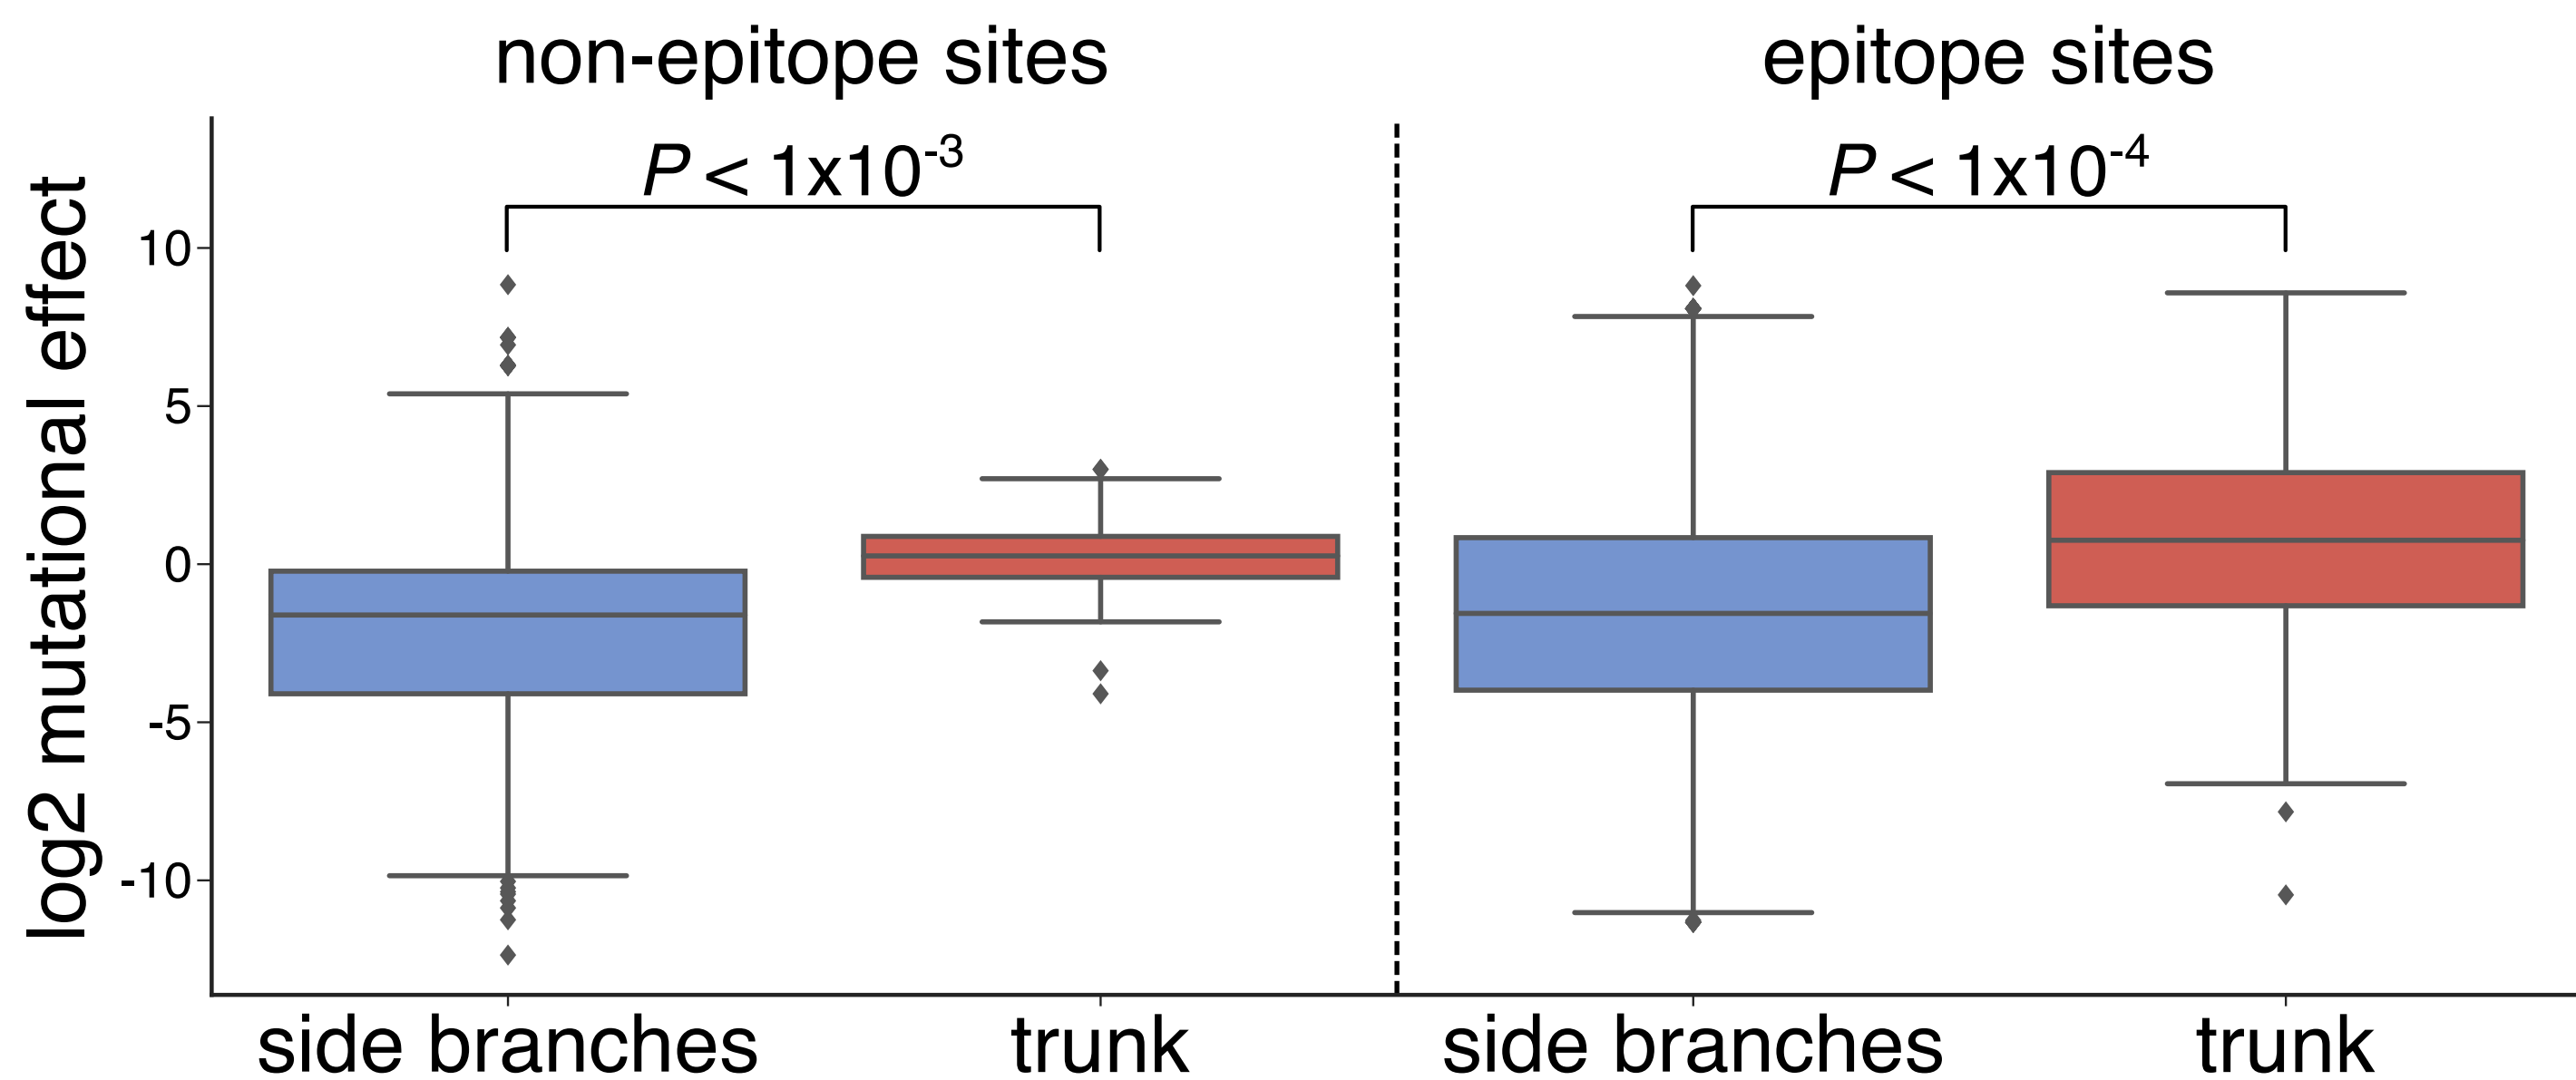 non-epitope sites
epitope sites
P < 1x10⁻³
P < 1x10⁻⁴
log2 mutational effect
10
5
0
-5
-10
side branches
trunk
side branches
trunk